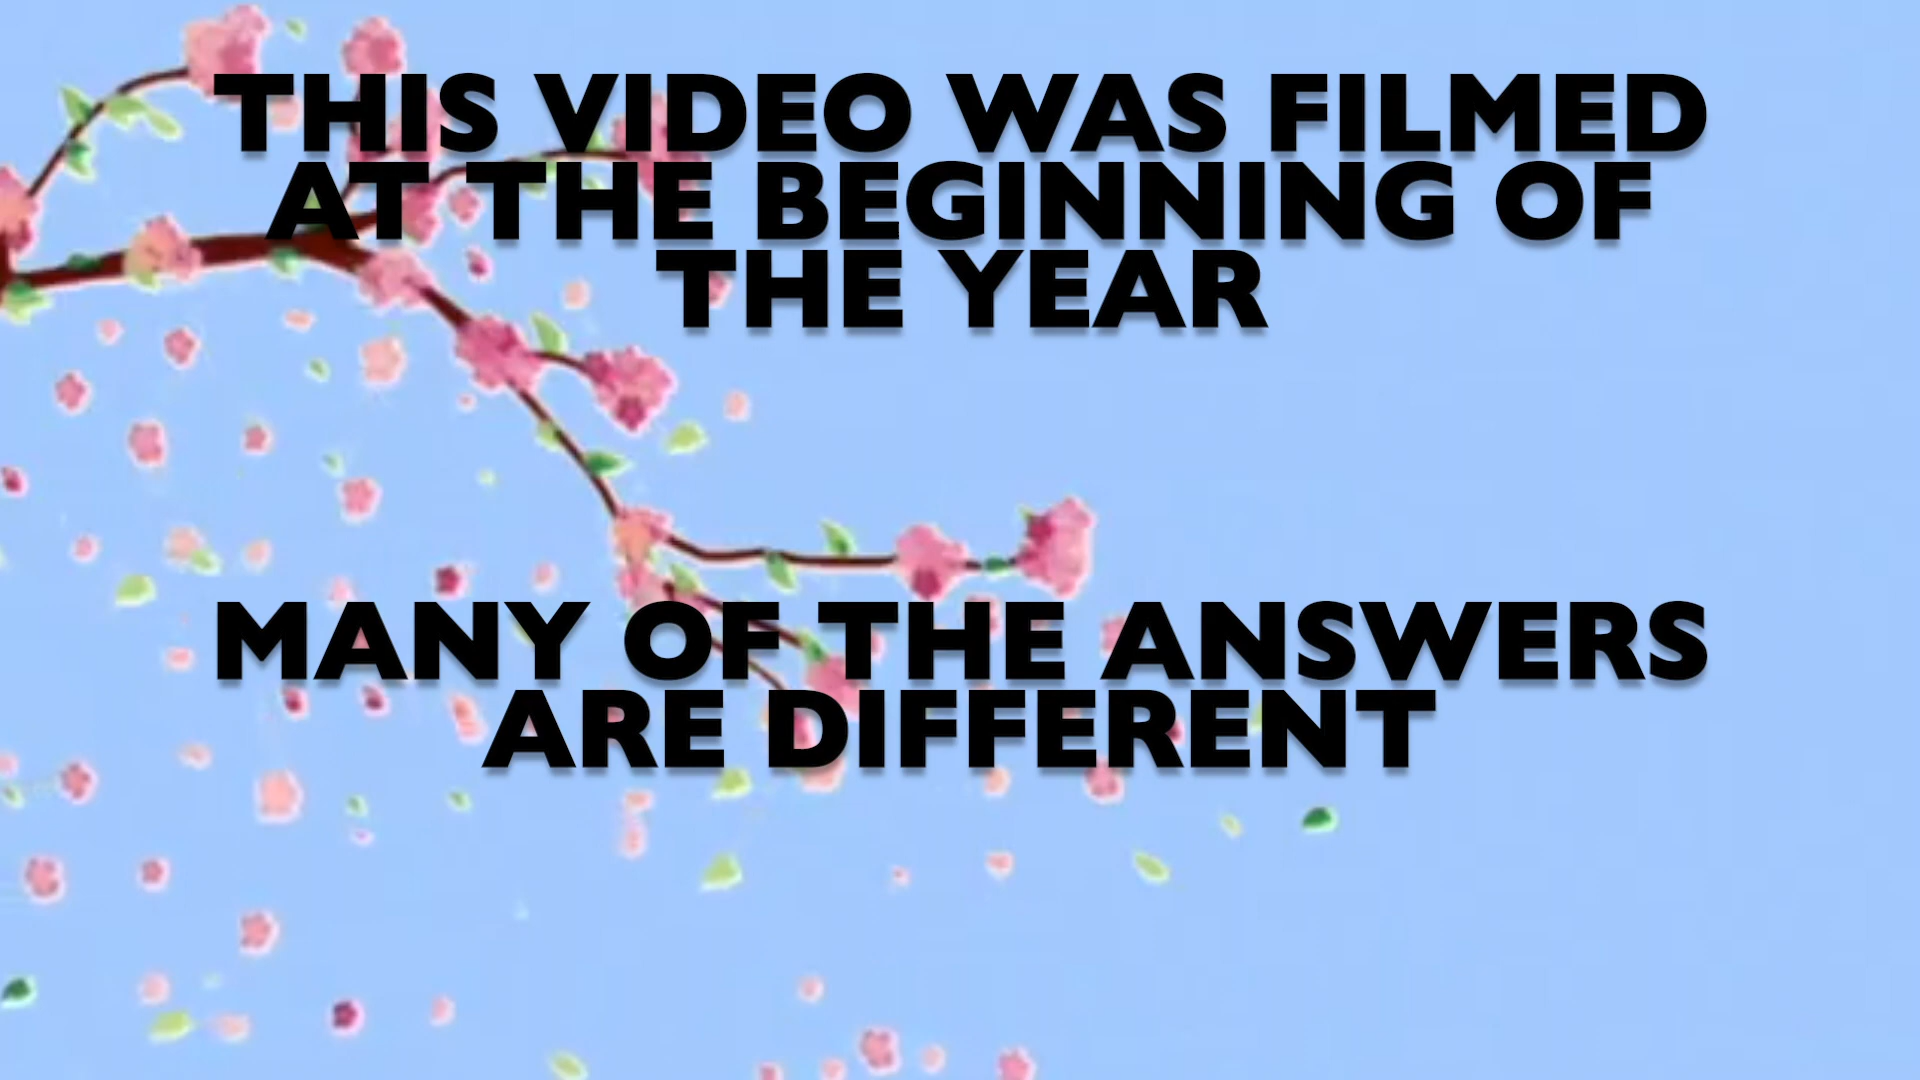 THIS VIDEO WAS FILMED
AT THE BEGINNING OF
THE YEAR
MANY OF THE ANSWERS
ARE DIFFERENT